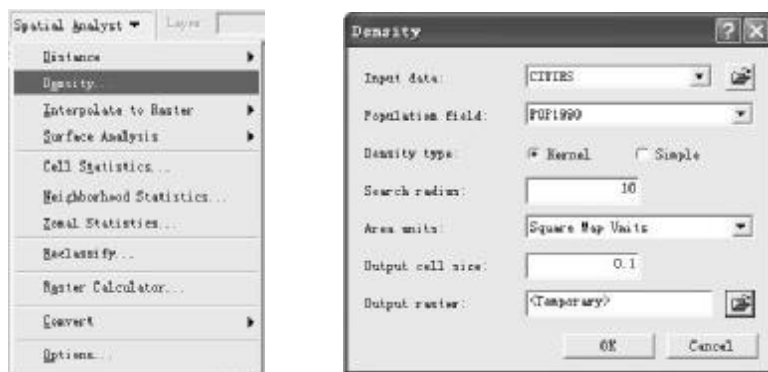 Spatial Analyst
Layer
Distance
Density...
Interpolate to Raster
Surface Analysis
Cell Statistics...
Neighborhood Statistics...
Zonal Statistics...
Reclassify...
Raster Calculator...
Convert
Options...
Density
Input data: CITIES
Population field: POP1990
Density type: Kernel Simple
Search radius: 10
Area units: Square Map Units
Output cell size: 0.1
Output raster: <Temporary>
OK Cancel